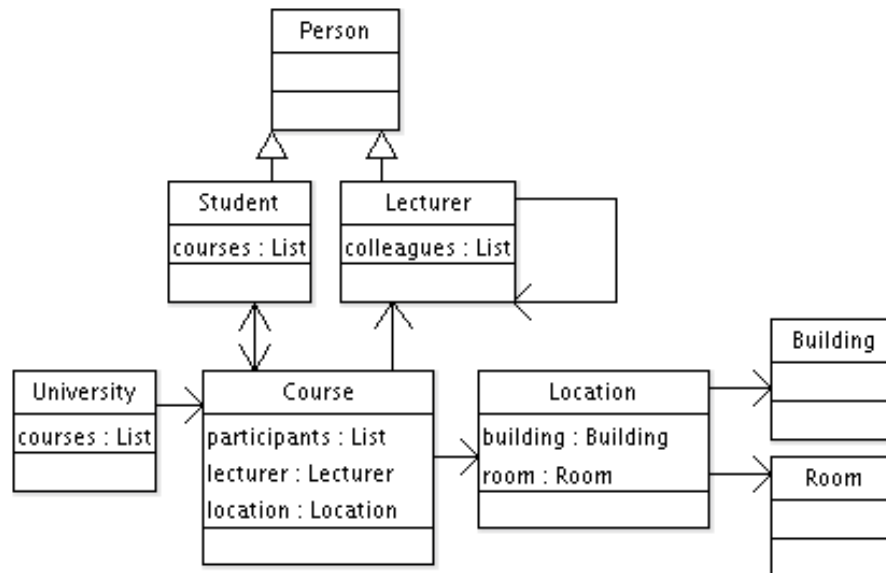 Person
Student
courses : List
Lecturer
colleagues : List
University
courses : List
Course
participants : List
lecturer : Lecturer
location : Location
Location
building : Building
room : Room
Building
Room